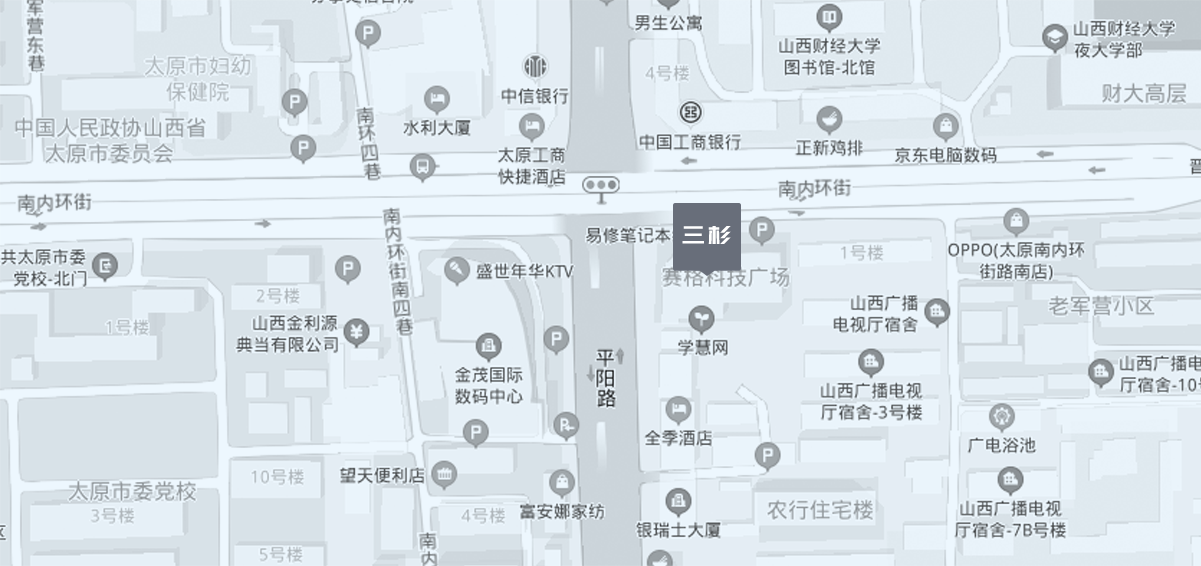 军营东巷
男生公寓
山西财经大学
图书馆-北馆
山西财经大学
夜大学部
太原市妇幼
保健院
4号楼
财大高层
中信银行
水利大厦
中国工商银行
正新鸡排
京东电脑数码
中国人民政协山西省
太原市委员会
南环四巷
太原工商
快捷酒店
南内环街
南内环街
晋
南内环街南四巷
共太原市委
党校-北门
盛世年华KTV
易修笔记本
三杉
赛格科技广场
1号楼
OPPO(太原南内环
街路南店)
2号楼
1号楼
山西金利源
典当有限公司
山西广播
电视厅宿舍
老军营小区
学慧网
金茂国际
数码中心
平阳路
山西广播电视
厅宿舍-3号楼
山西广播电视
厅宿舍-10号
全季酒店
广电浴池
10号楼
望天便利店
太原市委党校
3号楼
4号楼
富安娜家纺
银瑞士大厦
农行住宅楼
山西广播电视
厅宿舍-7B号楼
5号楼
南内
区